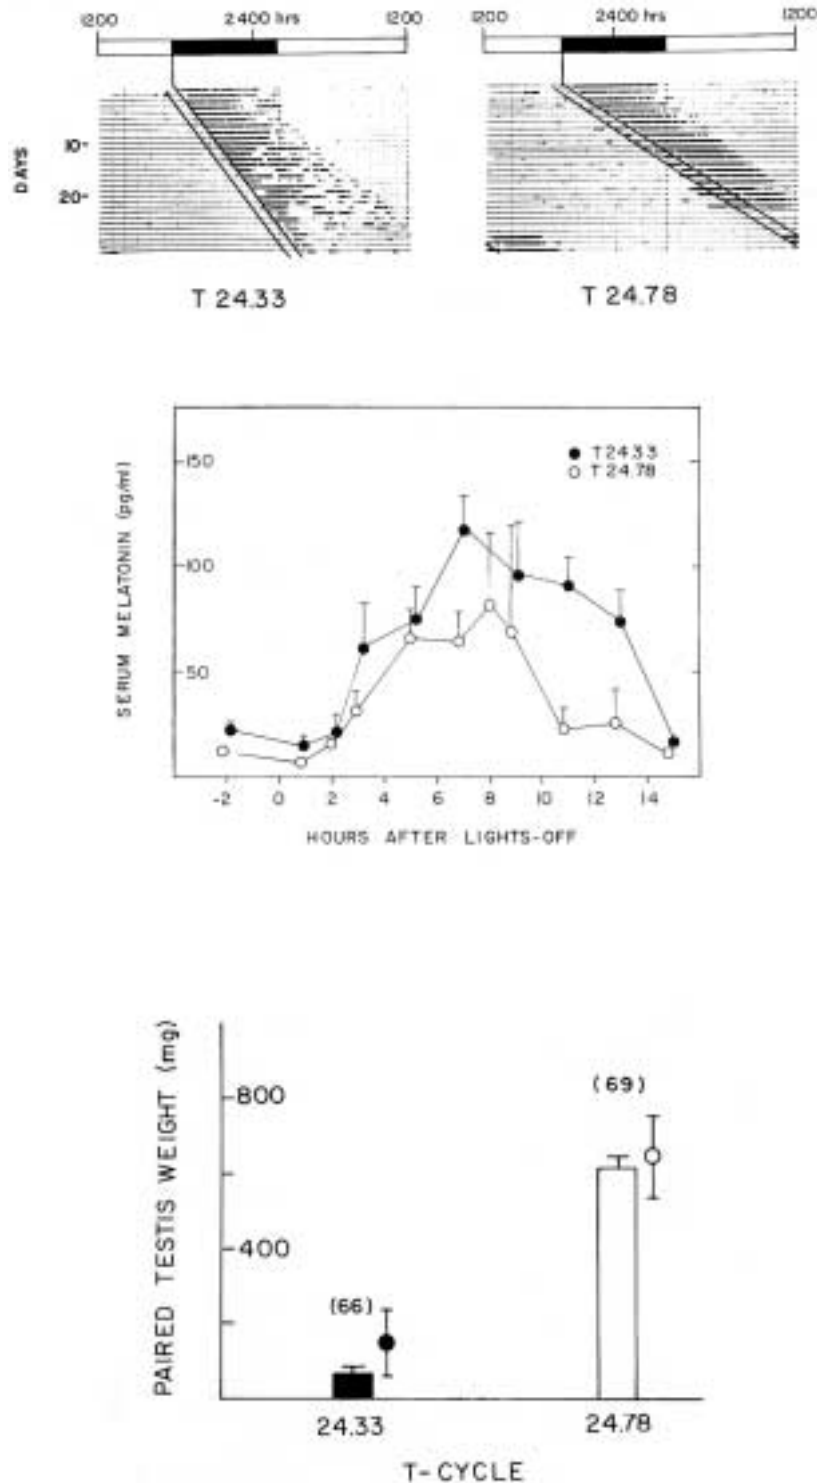 1200 2400 hrs 1200
1200 2400 hrs 1200
DAYS
10-
20-
T 24.33
T 24.78
SERUM MELATONIN (pg/ml)
150
100
50
● T 24.33
○ T 24.78
-2 0 2 4 6 8 10 12 14
HOURS AFTER LIGHTS-OFF
PAIRED TESTIS WEIGHT (mg)
800
400
(66)
(69)
24.33 24.78
T-CYCLE